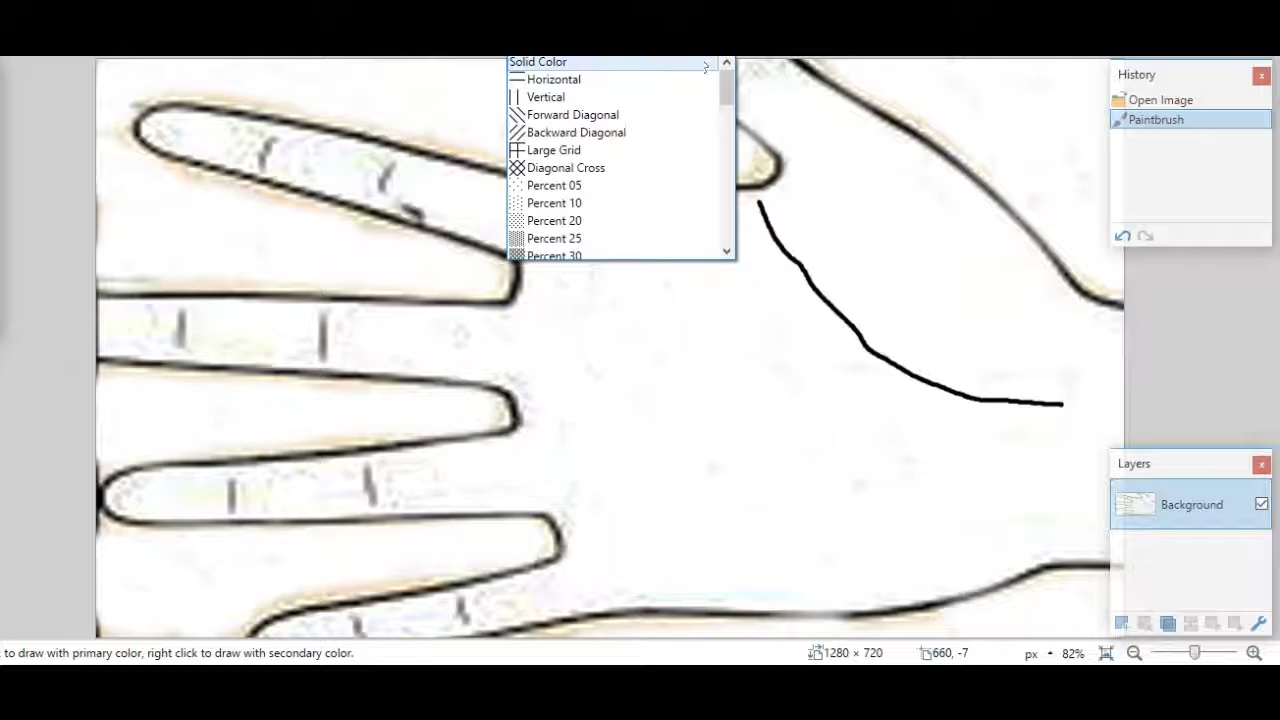 Solid Color
Horizontal
Vertical
Forward Diagonal
Backward Diagonal
Large Grid
Diagonal Cross
Percent 05
Percent 10
Percent 20
Percent 25
Percent 30
History
Open Image
Paintbrush
Layers
Background
to draw with primary color, right click to draw with secondary color.
1280 × 720
660, -7
px
82%